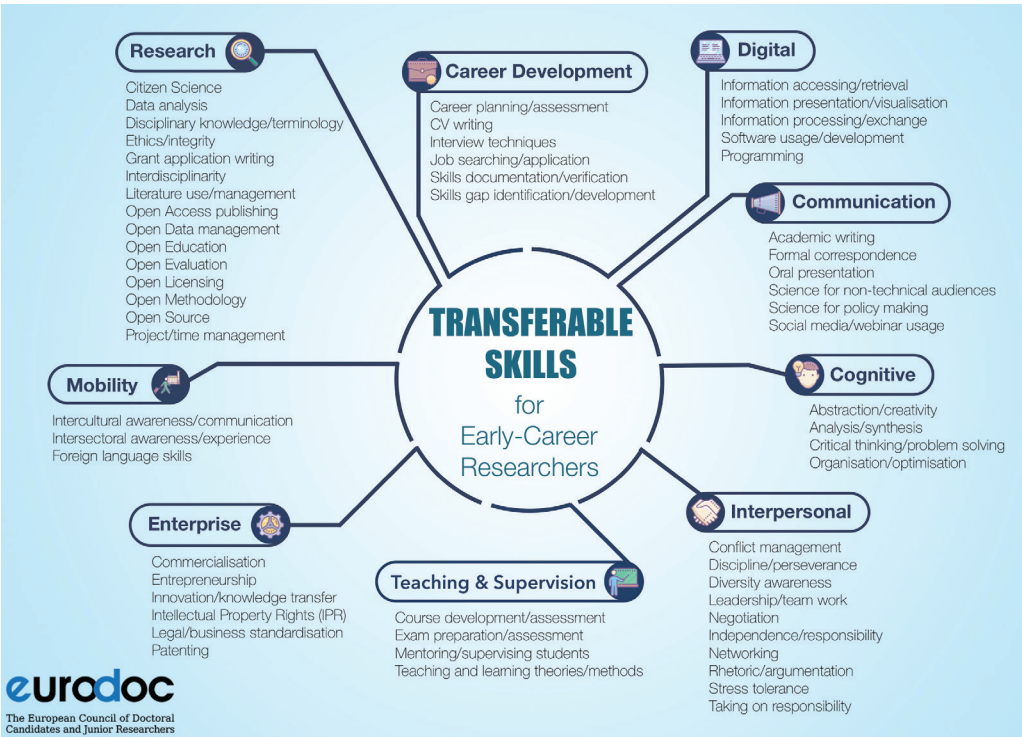 Research
Citizen Science
Data analysis
Disciplinary knowledge/terminology
Ethics/integrity
Grant application writing
Interdisciplinarity
Literature use/management
Open Access publishing
Open Data management
Open Education
Open Evaluation
Open Licensing
Open Methodology
Open Source
Project/time management
Career Development
Career planning/assessment
CV writing
Interview techniques
Job searching/application
Skills documentation/verification
Skills gap identification/development
Digital
Information accessing/retrieval
Information presentation/visualisation
Information processing/exchange
Software usage/development
Programming
Communication
Academic writing
Formal correspondence
Oral presentation
Science for non-technical audiences
Science for policy making
Social media/webinar usage
TRANSFERABLE
SKILLS
for
Early-Career
Researchers
Mobility
Intercultural awareness/communication
Intersectoral awareness/experience
Foreign language skills
Cognitive
Abstraction/creativity
Analysis/synthesis
Critical thinking/problem solving
Organisation/optimisation
Enterprise
Commercialisation
Entrepreneurship
Innovation/knowledge transfer
Intellectual Property Rights (IPR)
Legal/business standardisation
Patenting
Teaching & Supervision
Course development/assessment
Exam preparation/assessment
Mentoring/supervising students
Teaching and learning theories/methods
Interpersonal
Conflict management
Discipline/perseverance
Diversity awareness
Leadership/team work
Negotiation
Independence/responsibility
Networking
Rhetoric/argumentation
Stress tolerance
Taking on responsibility
eurodoc
The European Council of Doctoral
Candidates and Junior Researchers